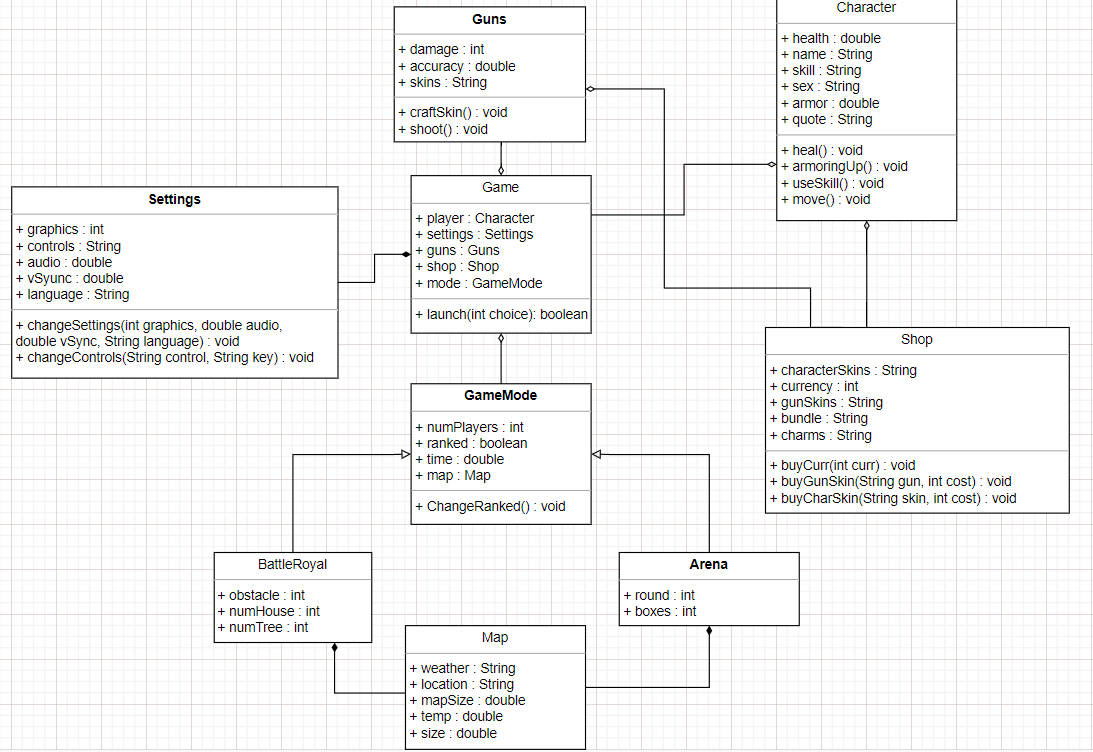 Guns
+ damage : int
+ accuracy : double
+ skins : String
+ craftSkin() : void
+ shoot() : void
Character
+ health : double
+ name : String
+ skill : String
+ sex : String
+ armor : double
+ quote : String
+ heal() : void
+ armoringUp() : void
+ useSkill() : void
+ move() : void
Settings
+ graphics : int
+ controls : String
+ audio : double
+ vSyunc : double
+ language : String
+ changeSettings(int graphics, double audio,
double vSync, String language) : void
+ changeControls(String control, String key) : void
Game
+ player : Character
+ settings : Settings
+ guns : Guns
+ shop : Shop
+ mode : GameMode
+ launch(int choice): boolean
Shop
+ characterSkins : String
+ currency : int
+ gunSkins : String
+ bundle : String
+ charms : String
+ buyCurr(int curr) : void
+ buyGunSkin(String gun, int cost) : void
+ buyCharSkin(String skin, int cost) : void
GameMode
+ numPlayers : int
+ ranked : boolean
+ time : double
+ map : Map
+ ChangeRanked() : void
BattleRoyal
+ obstacle : int
+ numHouse : int
+ numTree : int
Arena
+ round : int
+ boxes : int
Map
+ weather : String
+ location : String
+ mapSize : double
+ temp : double
+ size : double